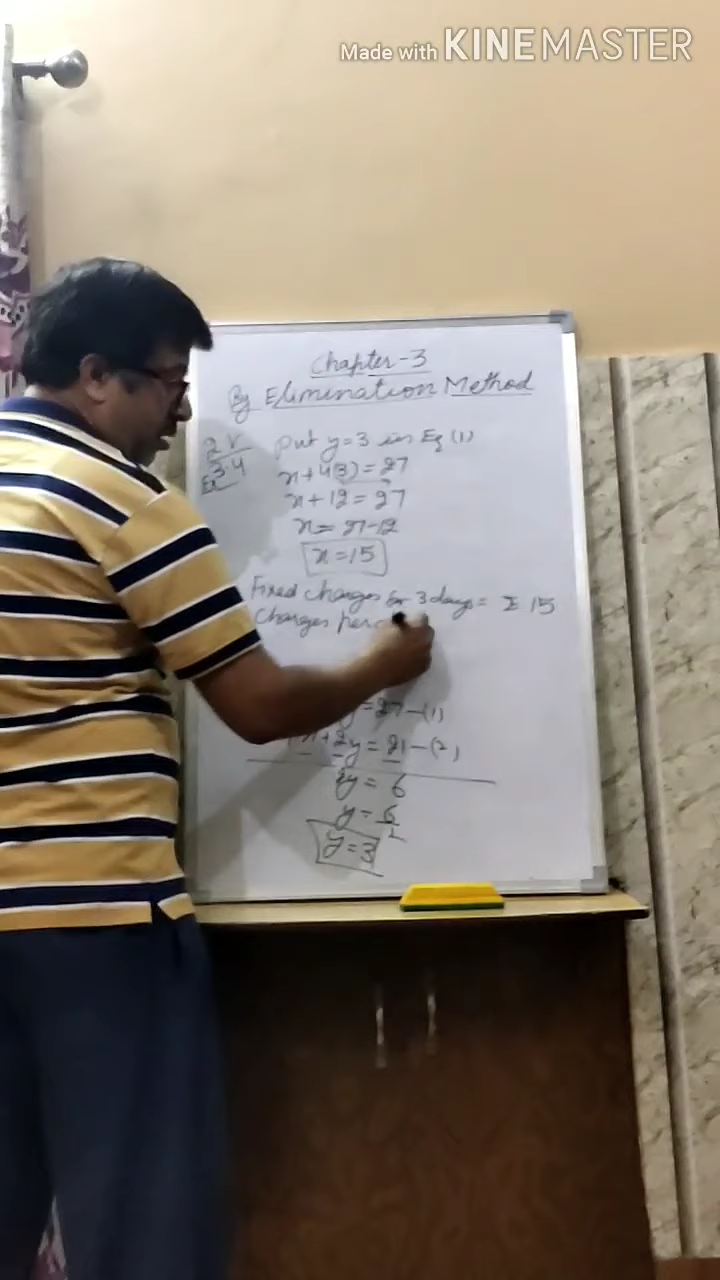 Made with KINEMASTER
Chapter-3
By Elimination Method
2 V
Ex 3.4
Put y=3 in Eq (1)
x+4(3)=27
x+12=27
x=27-12
x=15
Fixed charges for 3 days = ₹ 15
Charges per
y=27-(1)
x+2y=21-(2)
2y=6
y=6/2
y=3